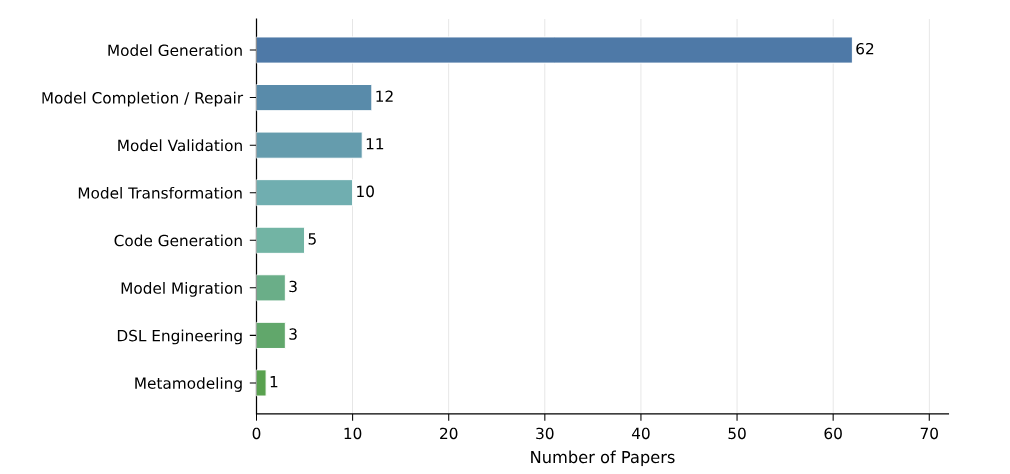 Model Generation 62
Model Completion / Repair 12
Model Validation 11
Model Transformation 10
Code Generation 5
Model Migration 3
DSL Engineering 3
Metamodeling 1
0 10 20 30 40 50 60 70
Number of Papers